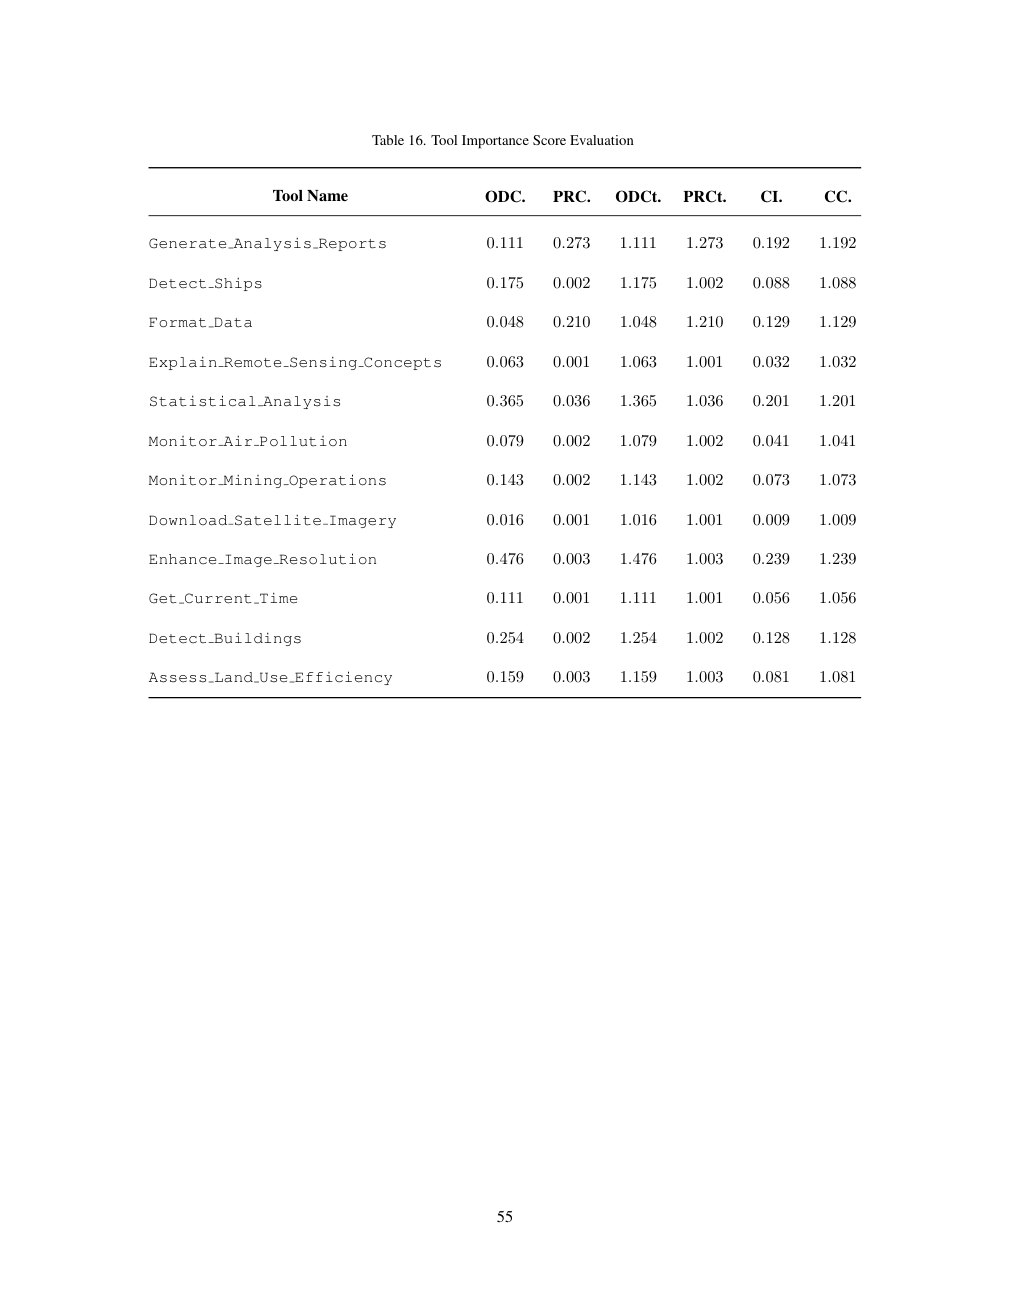 Table 16. Tool Importance Score Evaluation
Tool Name ODC. PRC. ODCt. PRCt. CI. CC.
Generate_Analysis_Reports 0.111 0.273 1.111 1.273 0.192 1.192
Detect_Ships 0.175 0.002 1.175 1.002 0.088 1.088
Format_Data 0.048 0.210 1.048 1.210 0.129 1.129
Explain_Remote_Sensing_Concepts 0.063 0.001 1.063 1.001 0.032 1.032
Statistical_Analysis 0.365 0.036 1.365 1.036 0.201 1.201
Monitor_Air_Pollution 0.079 0.002 1.079 1.002 0.041 1.041
Monitor_Mining_Operations 0.143 0.002 1.143 1.002 0.073 1.073
Download_Satellite_Imagery 0.016 0.001 1.016 1.001 0.009 1.009
Enhance_Image_Resolution 0.476 0.003 1.476 1.003 0.239 1.239
Get_Current_Time 0.111 0.001 1.111 1.001 0.056 1.056
Detect_Buildings 0.254 0.002 1.254 1.002 0.128 1.128
Assess_Land_Use_Efficiency 0.159 0.003 1.159 1.003 0.081 1.081
55